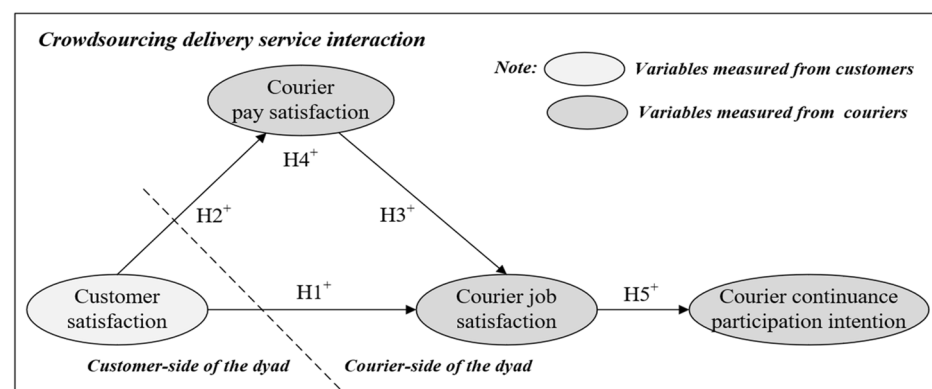 Crowdsourcing delivery service interaction
Note:
Variables measured from customers
Variables measured from couriers
Courier
pay satisfaction
H4+
H2+
H3+
Customer
satisfaction
H1+
Courier job
satisfaction
H5+
Courier continuance
participation intention
Customer-side of the dyad
Courier-side of the dyad